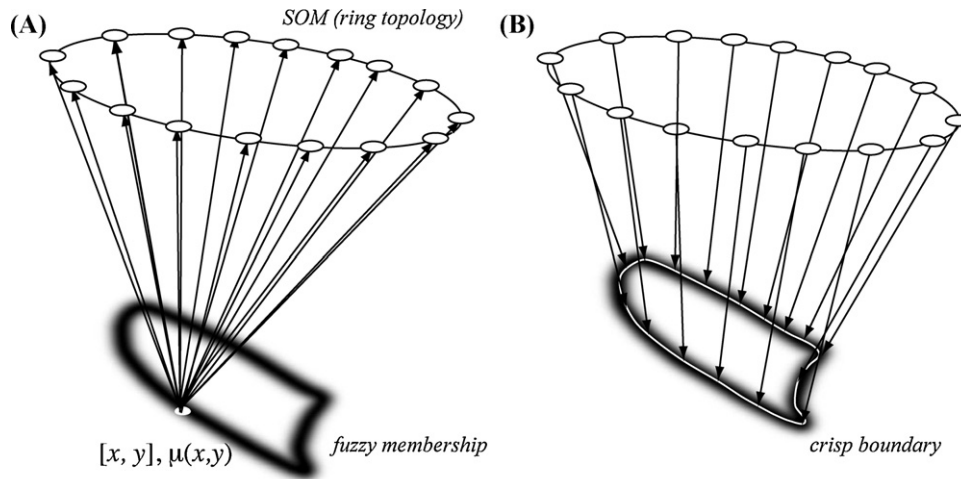 (A)
SOM (ring topology)
(B)
[x, y], μ(x,y)
fuzzy membership
crisp boundary